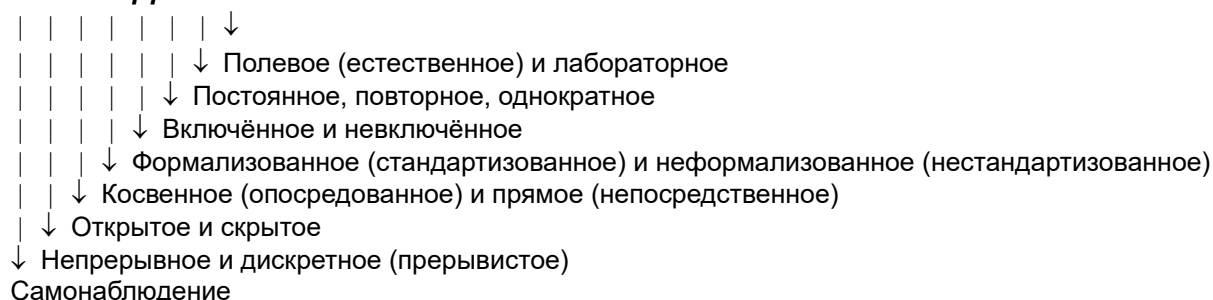 | | | | | | | ↓
| | | | | | ↓ Полевое (естественное) и лабораторное
| | | | | ↓ Постоянное, повторное, однократное
| | | | ↓ Включённое и невключённое
| | | ↓ Формализованное (стандартизованное) и неформализованное (нестандартизованное)
| | ↓ Косвенное (опосредованное) и прямое (непосредственное)
| ↓ Открытое и скрытое
↓ Непрерывное и дискретное (прерывистое)
Самонаблюдение